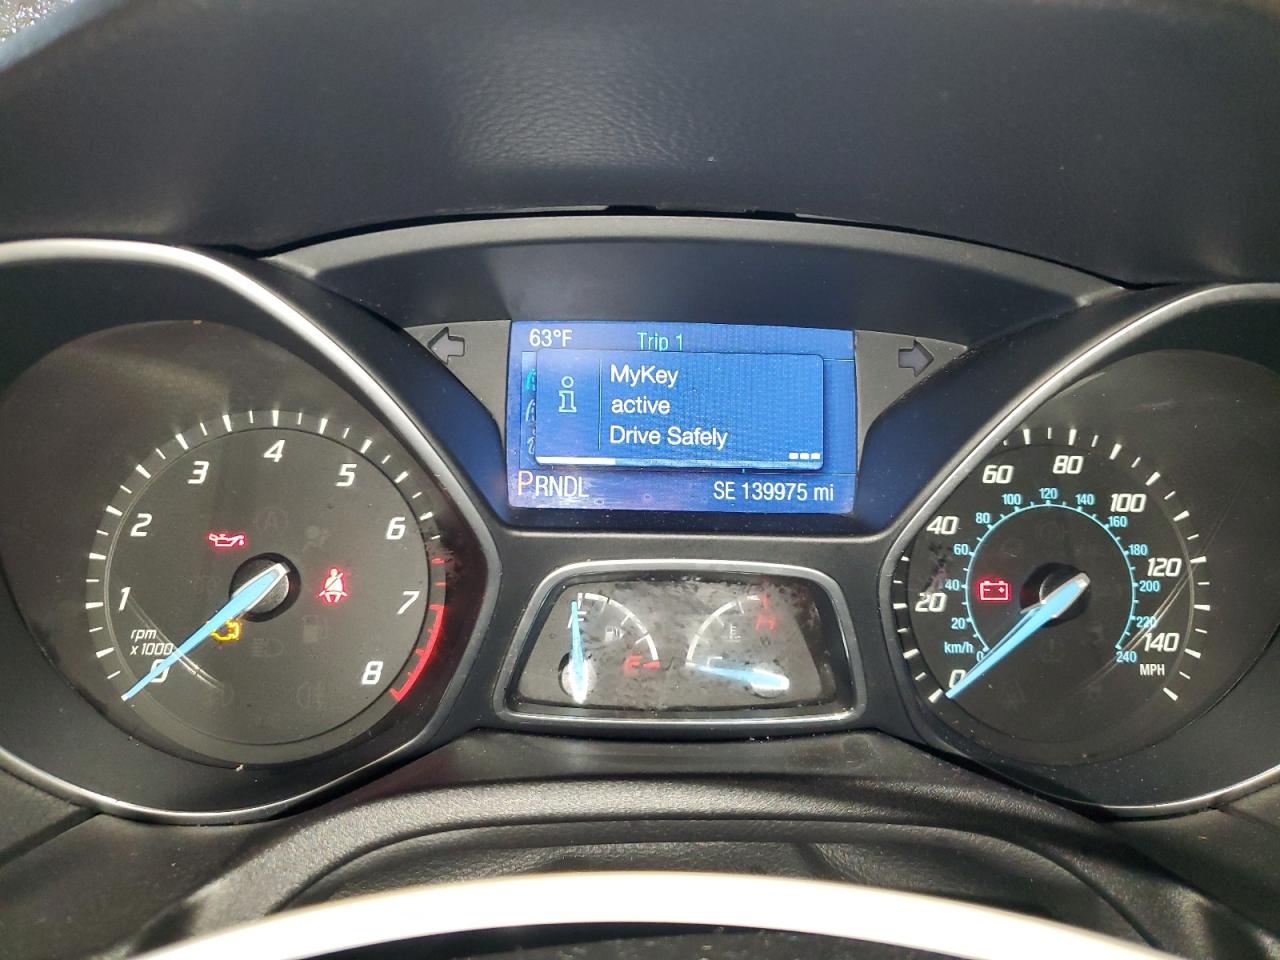 63°F Trip 1
i
MyKey
active
Drive Safely
PRNDL SE 139975 mi
0 1 2 3 4 5 6 7 8
rpm
x 1000
F E
C H
0 20 40 60 80 100 120 140
MPH
0 20 40 60 80 100 120 140 160 180 200 220 240
km/h